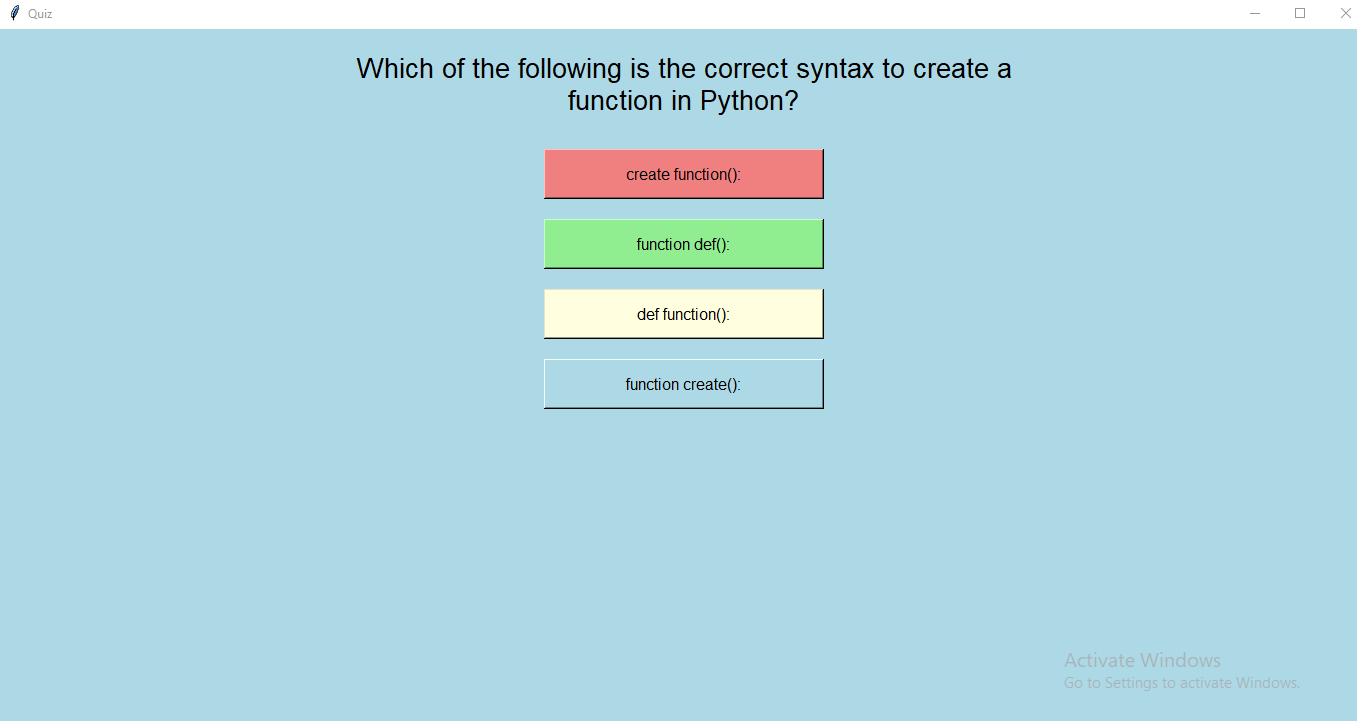 Quiz
Which of the following is the correct syntax to create a
function in Python?
create function():
function def():
def function():
function create():
Activate Windows
Go to Settings to activate Windows.